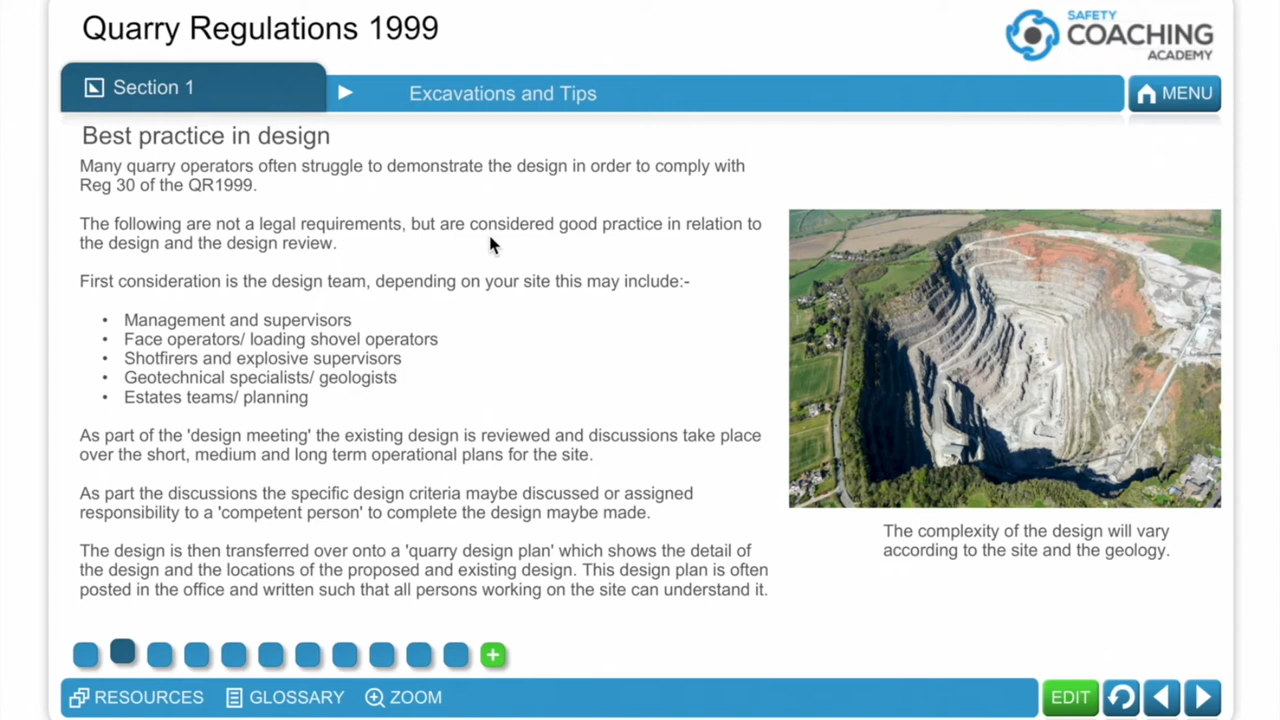 Quarry Regulations 1999
SAFETY
COACHING
ACADEMY
Section 1
Excavations and Tips
MENU
Best practice in design
Many quarry operators often struggle to demonstrate the design in order to comply with
Reg 30 of the QR1999.
The following are not a legal requirements, but are considered good practice in relation to
the design and the design review.
First consideration is the design team, depending on your site this may include:-
• Management and supervisors
• Face operators/ loading shovel operators
• Shotfirers and explosive supervisors
• Geotechnical specialists/ geologists
• Estates teams/ planning
As part of the 'design meeting' the existing design is reviewed and discussions take place
over the short, medium and long term operational plans for the site.
As part the discussions the specific design criteria maybe discussed or assigned
responsibility to a 'competent person' to complete the design maybe made.
The design is then transferred over onto a 'quarry design plan' which shows the detail of
the design and the locations of the proposed and existing design. This design plan is often
posted in the office and written such that all persons working on the site can understand it.
The complexity of the design will vary
according to the site and the geology.
RESOURCES
GLOSSARY
ZOOM
EDIT